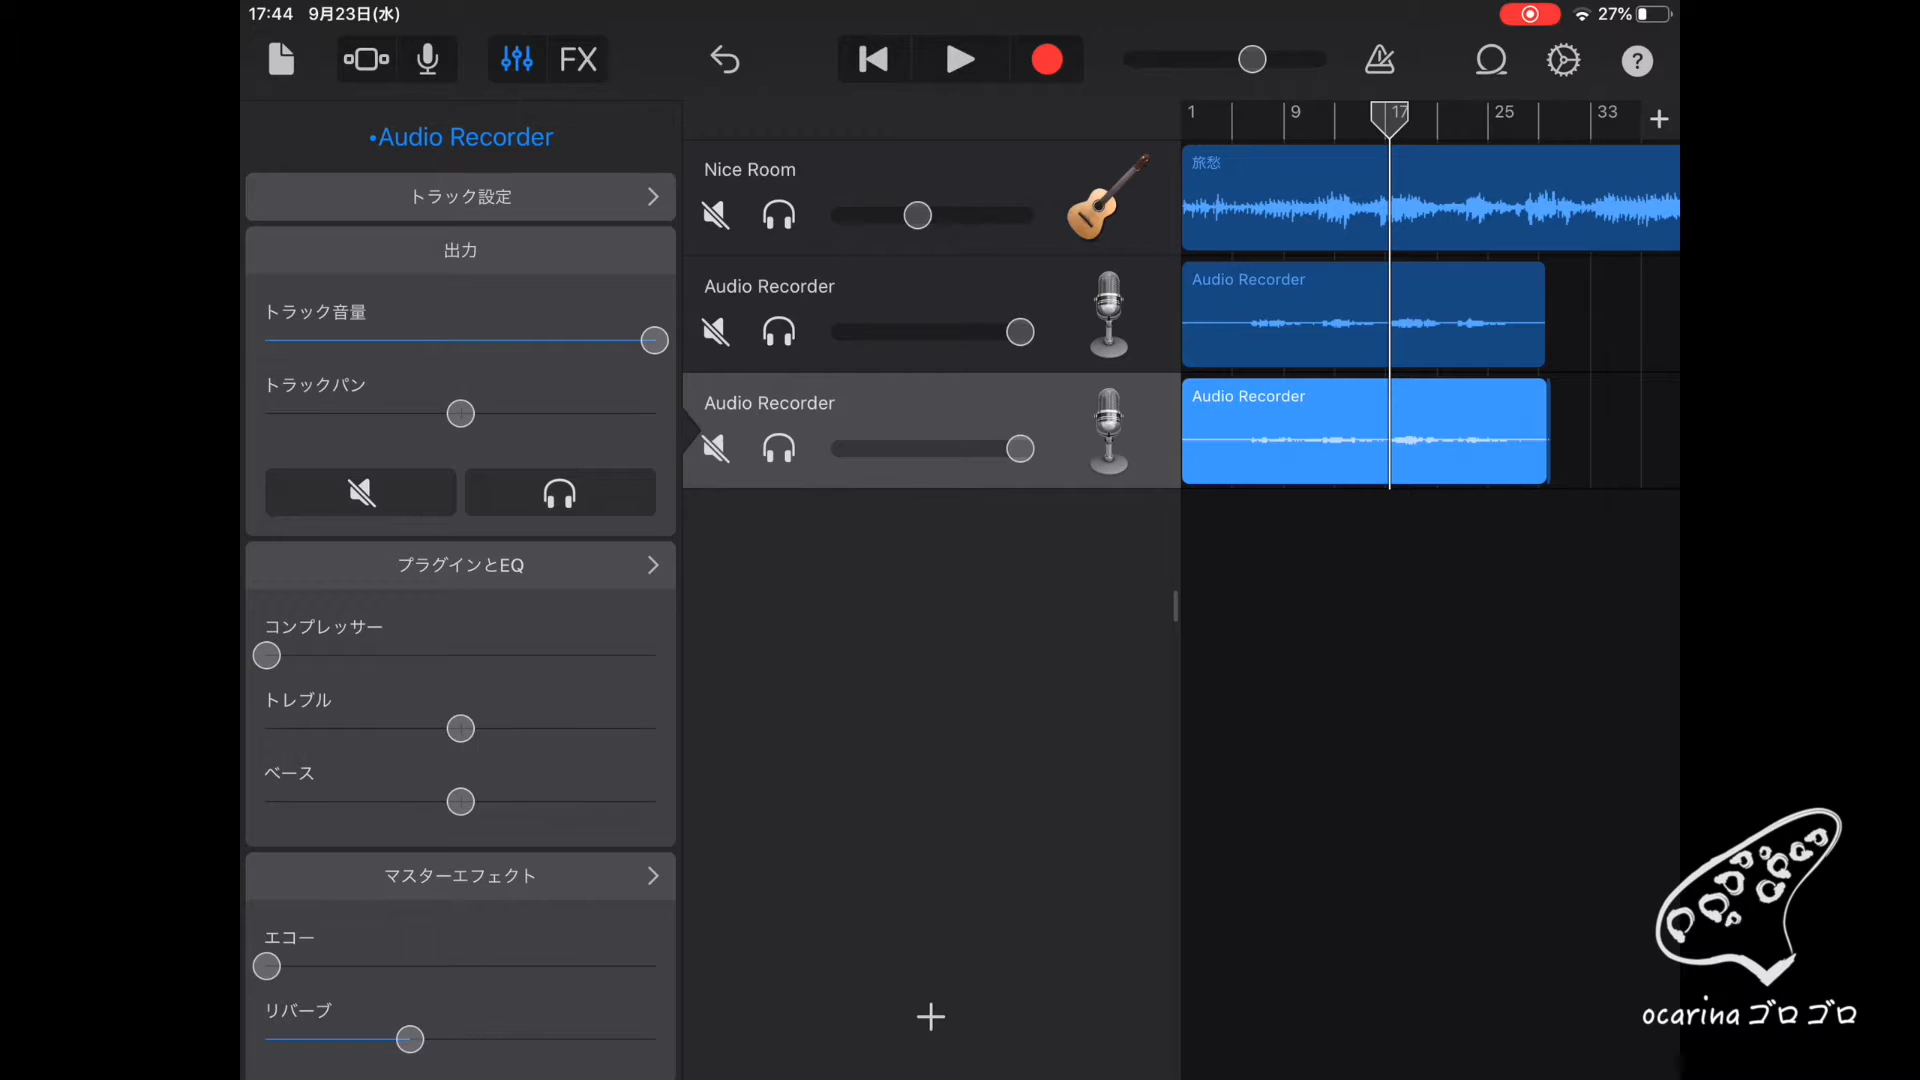 17:44 9月23日(水)
27%
FX
?
•Audio Recorder
トラック設定
出力
トラック音量
トラックパン
プラグインとEQ
コンプレッサー
トレブル
ベース
マスターエフェクト
エコー
リバーブ
Nice Room
Audio Recorder
Audio Recorder
1 9 17 25 33
旅愁
Audio Recorder
Audio Recorder
ocarina ゴロゴロ